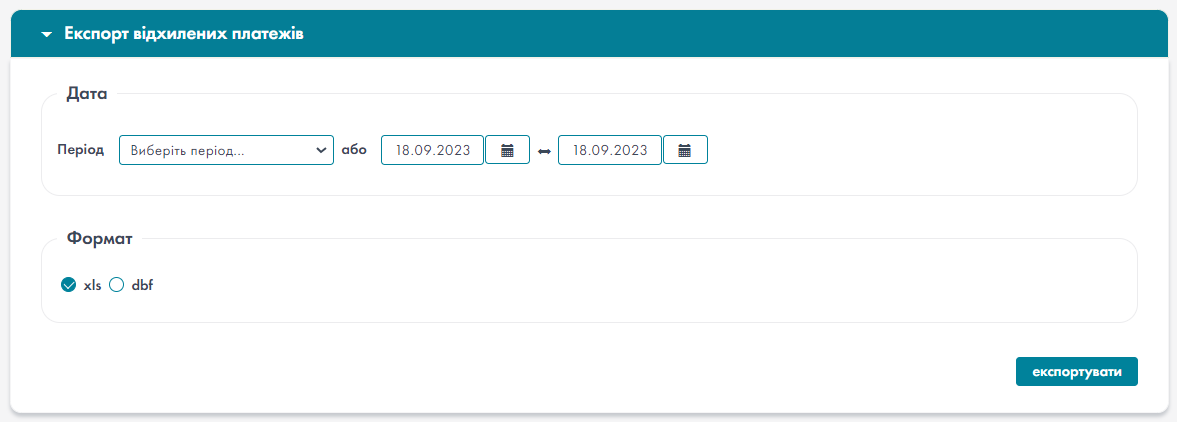 Експорт відхилених платежів
Дата
Період Виберіть період... або 18.09.2023 18.09.2023
Формат
xls dbf
експортувати